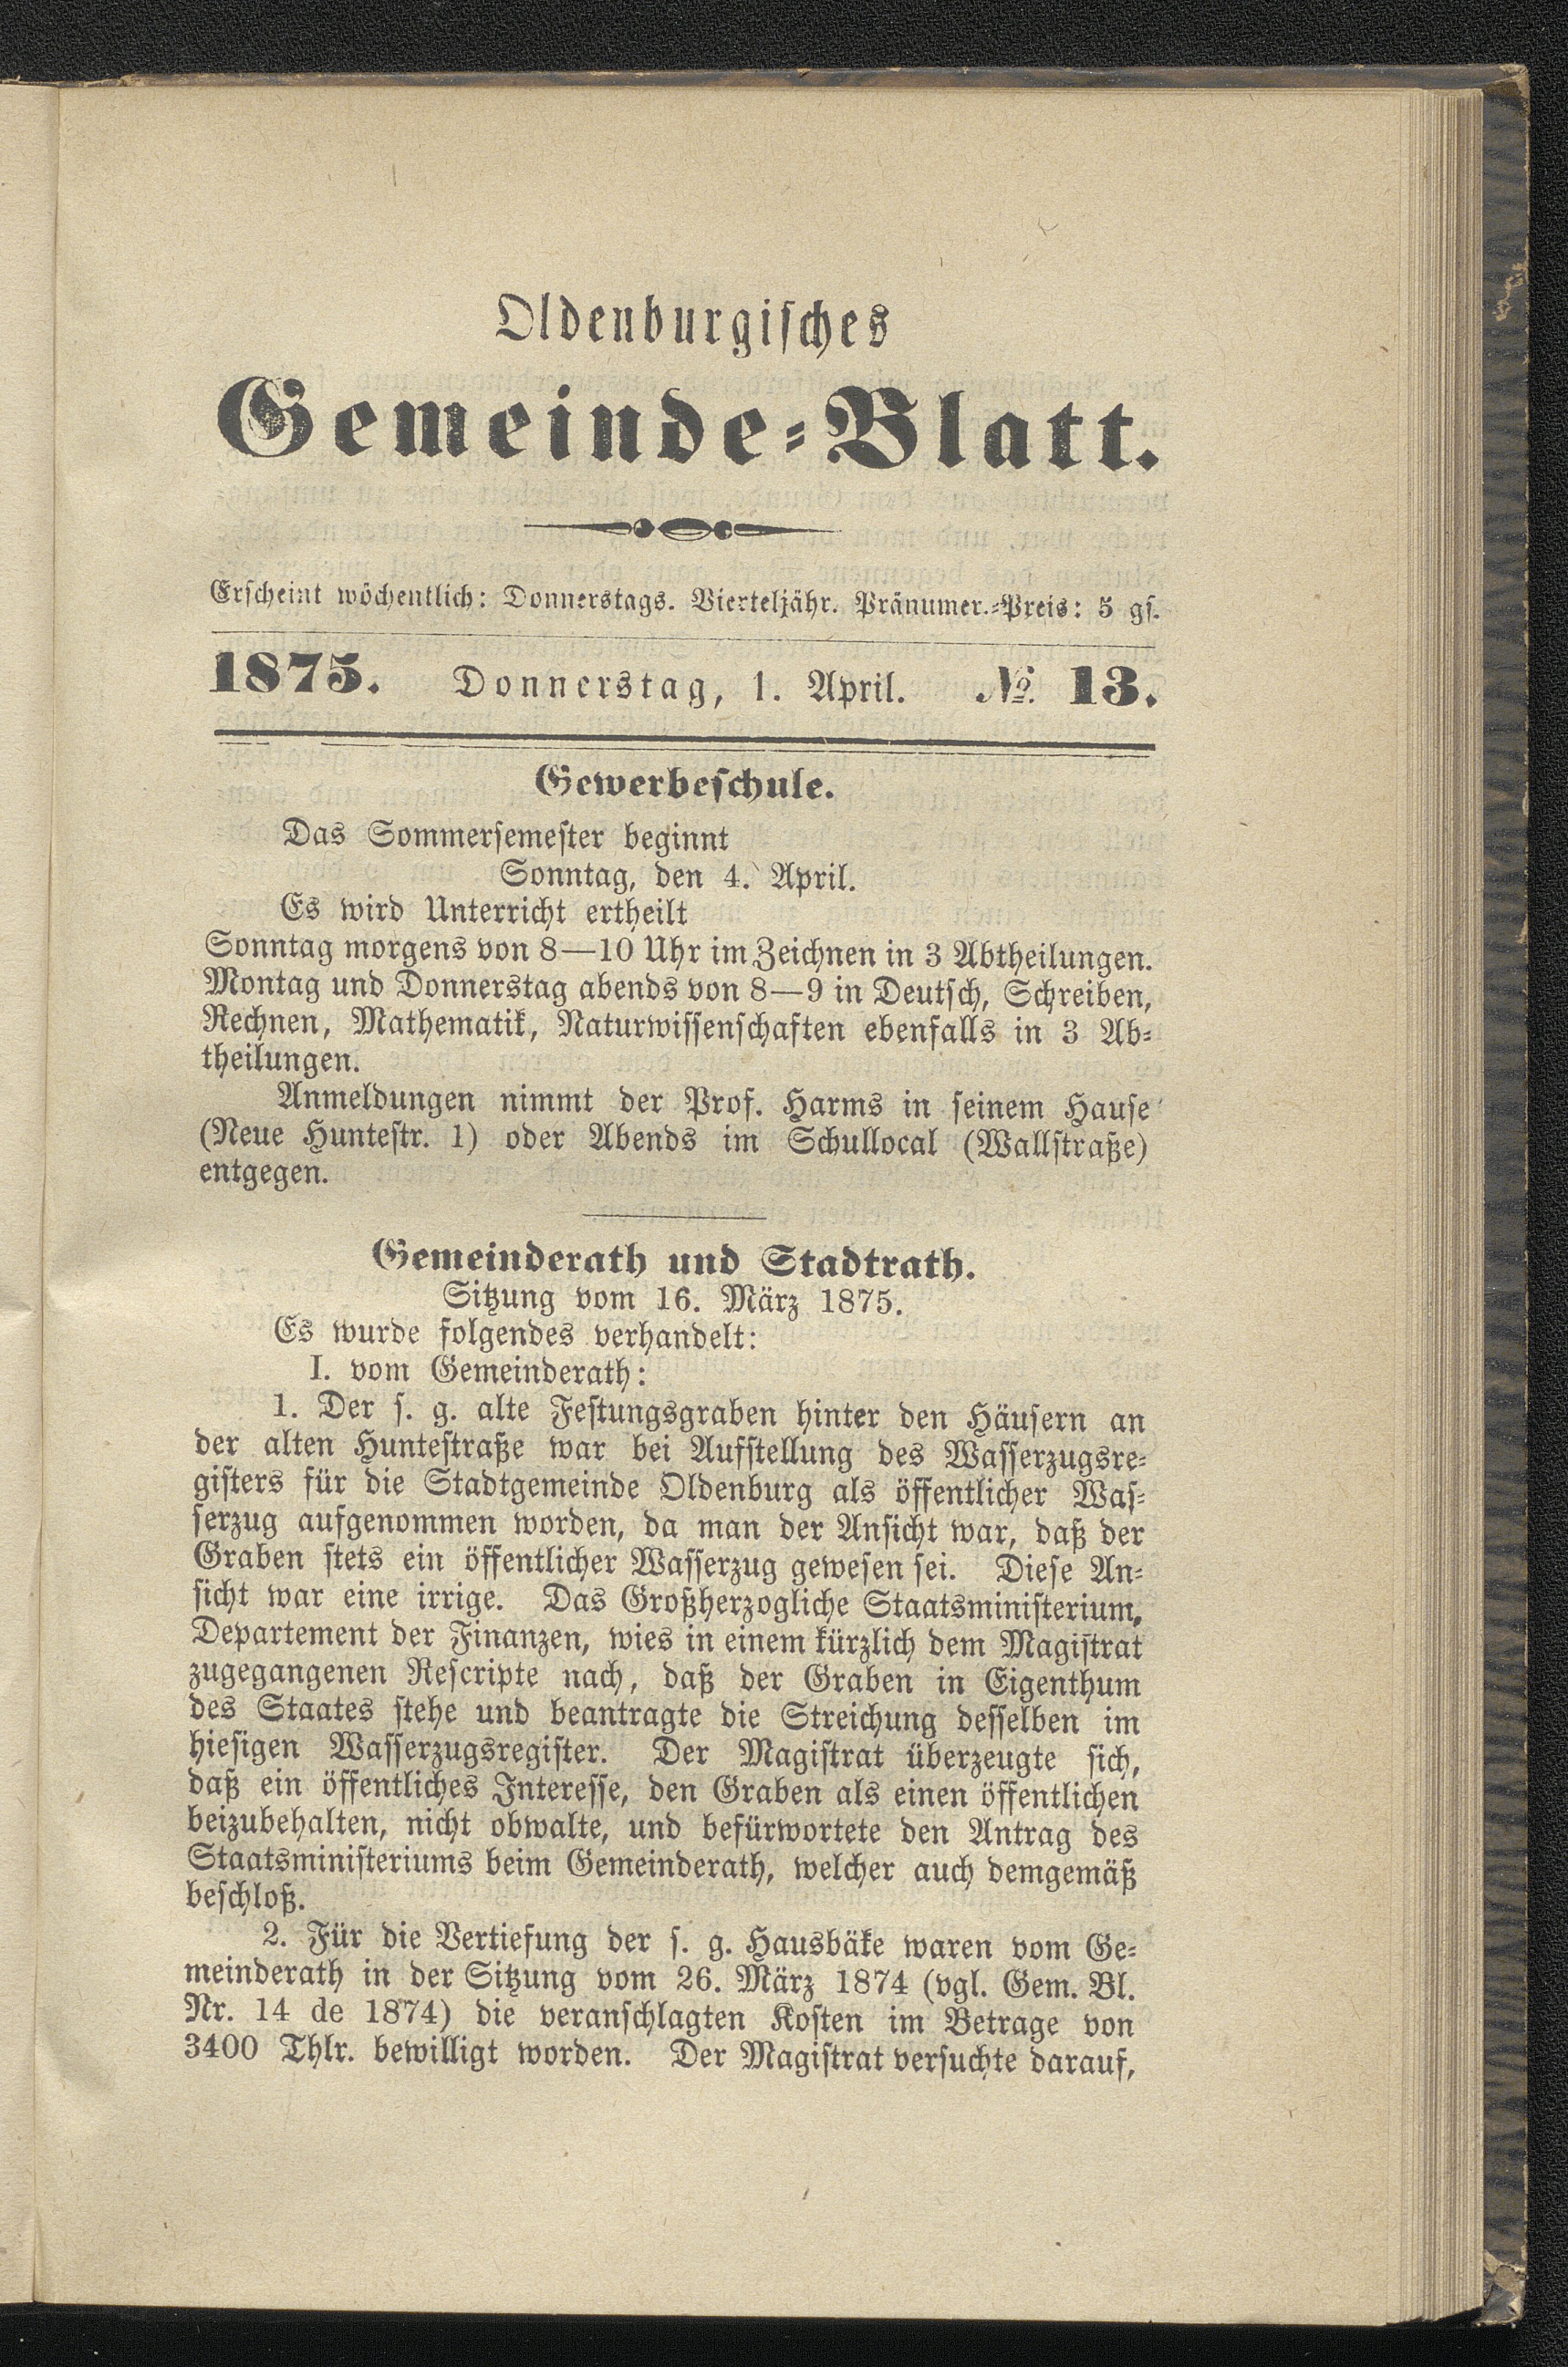 Oldenburgisches
Gemeinde-Blatt.
Erscheint wöchentlich: Donnerstags. Vierteljähr. Pränumer.-Preis: 5 gs.
1875. Donnerstag, 1. April. № 13.
Gewerbeschule.
Das Sommersemester beginnt
Sonntag, den 4. April.
Es wird Unterricht ertheilt
Sonntag morgens von 8—10 Uhr im Zeichnen in 3 Abtheilungen.
Montag und Donnerstag abends von 8—9 in Deutsch, Schreiben,
Rechnen, Mathematik, Naturwissenschaften ebenfalls in 3 Ab-
theilungen.
Anmeldungen nimmt der Prof. Harms in seinem Hause
(Neue Huntestr. 1) oder Abends im Schullocal (Wallstraße)
entgegen.
Gemeinderath und Stadtrath.
Sitzung vom 16. März 1875.
Es wurde folgendes verhandelt:
I. vom Gemeinderath:
1. Der s. g. alte Festungsgraben hinter den Häusern an
der alten Huntestraße war bei Aufstellung des Wasserzugsre-
gisters für die Stadtgemeinde Oldenburg als öffentlicher Was-
serzug aufgenommen worden, da man der Ansicht war, daß der
Graben stets ein öffentlicher Wasserzug gewesen sei. Diese An-
sicht war eine irrige. Das Großherzogliche Staatsministerium,
Departement der Finanzen, wies in einem kürzlich dem Magistrat
zugegangenen Rescripte nach, daß der Graben in Eigenthum
des Staates stehe und beantragte die Streichung desselben im
hiesigen Wasserzugsregister. Der Magistrat überzeugte sich,
daß ein öffentliches Interesse, den Graben als einen öffentlichen
beizubehalten, nicht obwalte, und befürwortete den Antrag des
Staatsministeriums beim Gemeinderath, welcher auch demgemäß
beschloß.
2. Für die Vertiefung der s. g. Hausbäke waren vom Ge-
meinderath in der Sitzung vom 26. März 1874 (vgl. Gem. Bl.
Nr. 14 de 1874) die veranschlagten Kosten im Betrage von
3400 Thlr. bewilligt worden. Der Magistrat versuchte darauf,